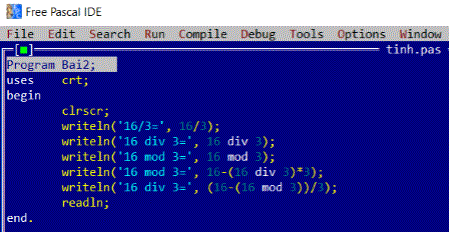 Free Pascal IDE
File Edit Search Run Compile Debug Tools Options Window
[■] tinh.pas
Program Bai2;
uses crt;
begin
clrscr;
writeln('16/3=', 16/3);
writeln('16 div 3=', 16 div 3);
writeln('16 mod 3=', 16 mod 3);
writeln('16 mod 3=', 16-(16 div 3)*3);
writeln('16 div 3=', (16-(16 mod 3))/3);
readln;
end.